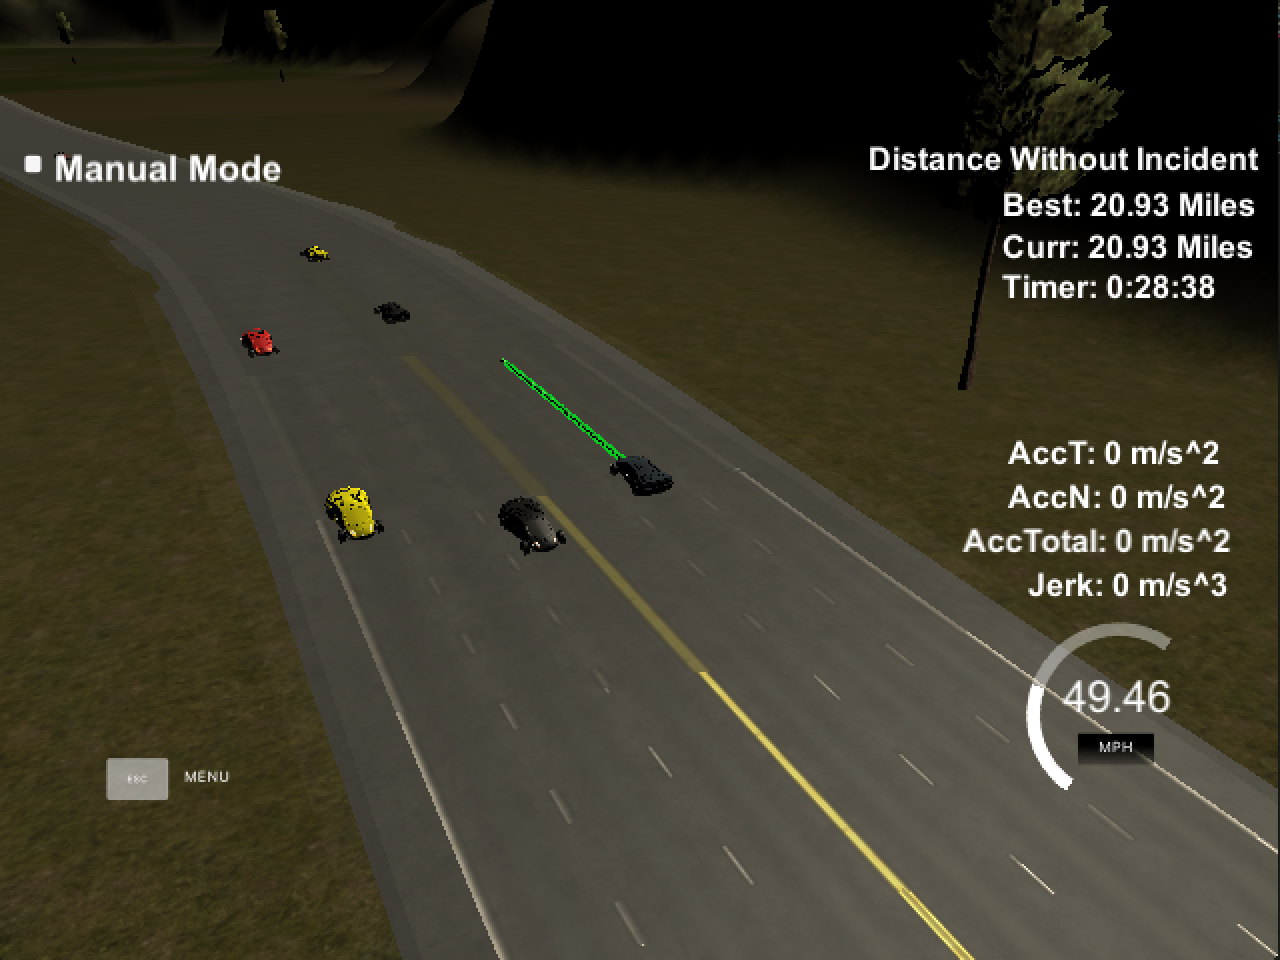 Manual Mode
Distance Without Incident
Best: 20.93 Miles
Curr: 20.93 Miles
Timer: 0:28:38
AccT: 0 m/s^2
AccN: 0 m/s^2
AccTotal: 0 m/s^2
Jerk: 0 m/s^3
49.46
MPH
ESC MENU